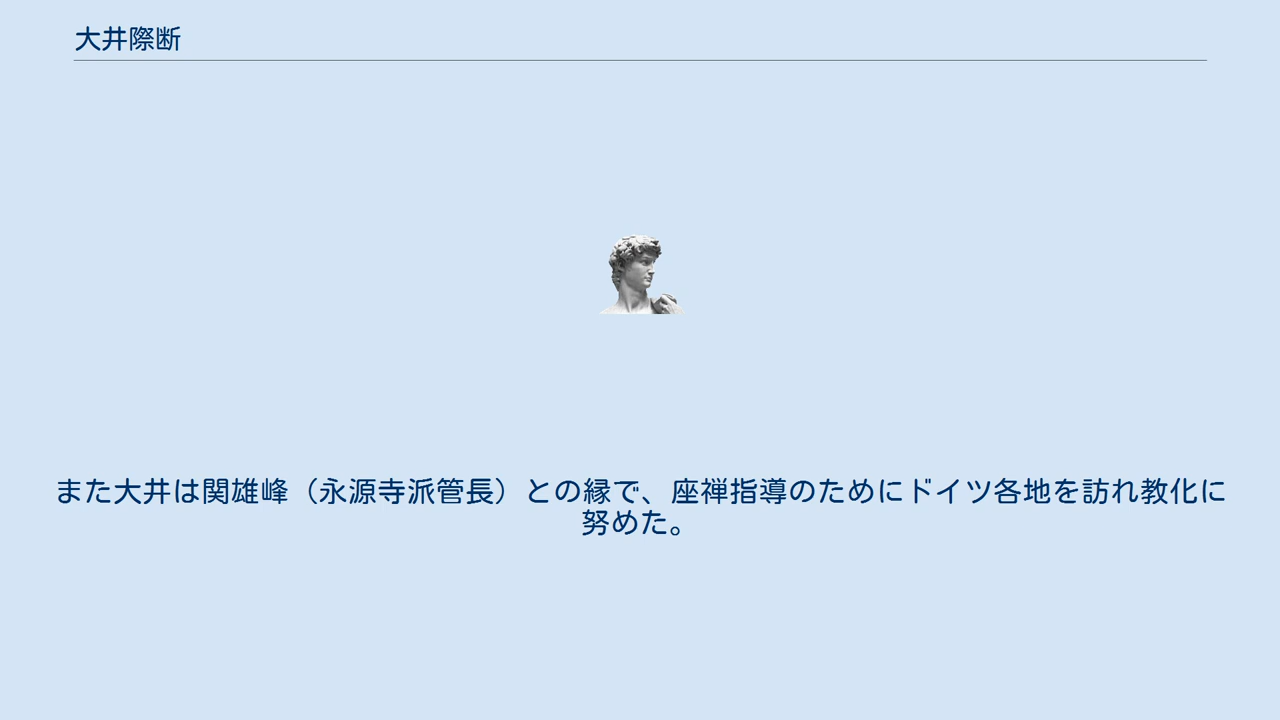 大井際断
また大井は関雄峰（永源寺派管長）との縁で、座禅指導のためにドイツ各地を訪れ教化に
努めた。